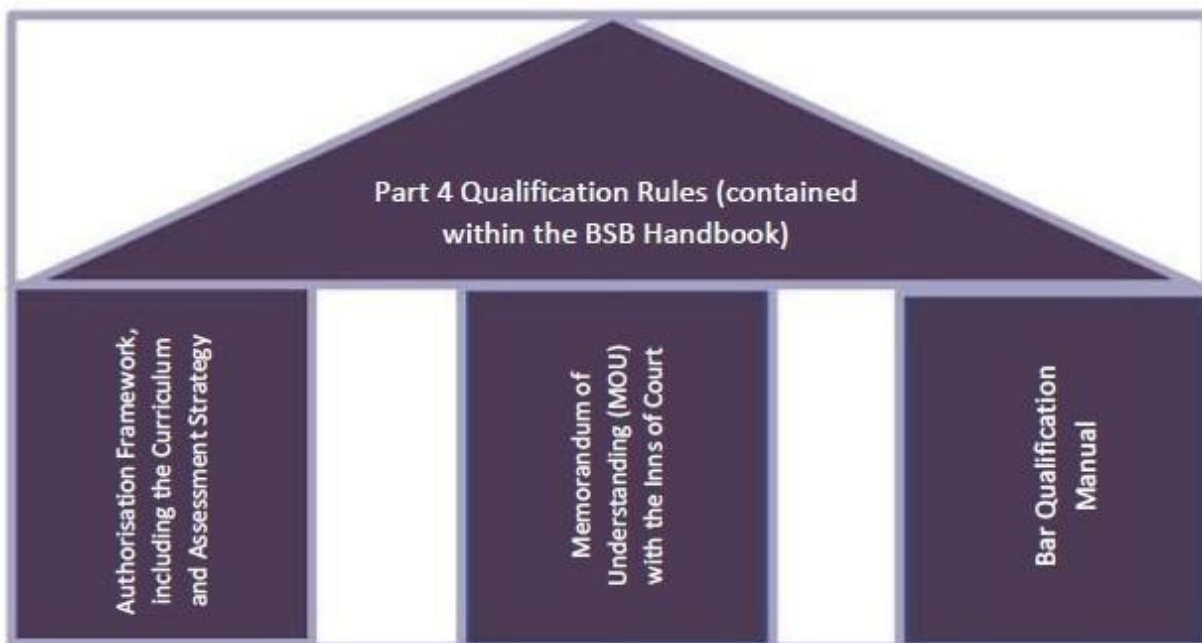 Part 4 Qualification Rules (contained
within the BSB Handbook)
Authorisation Framework,
including the Curriculum
and Assessment Strategy
Memorandum of
Understanding (MOU)
with the Inns of Court
Bar Qualification
Manual